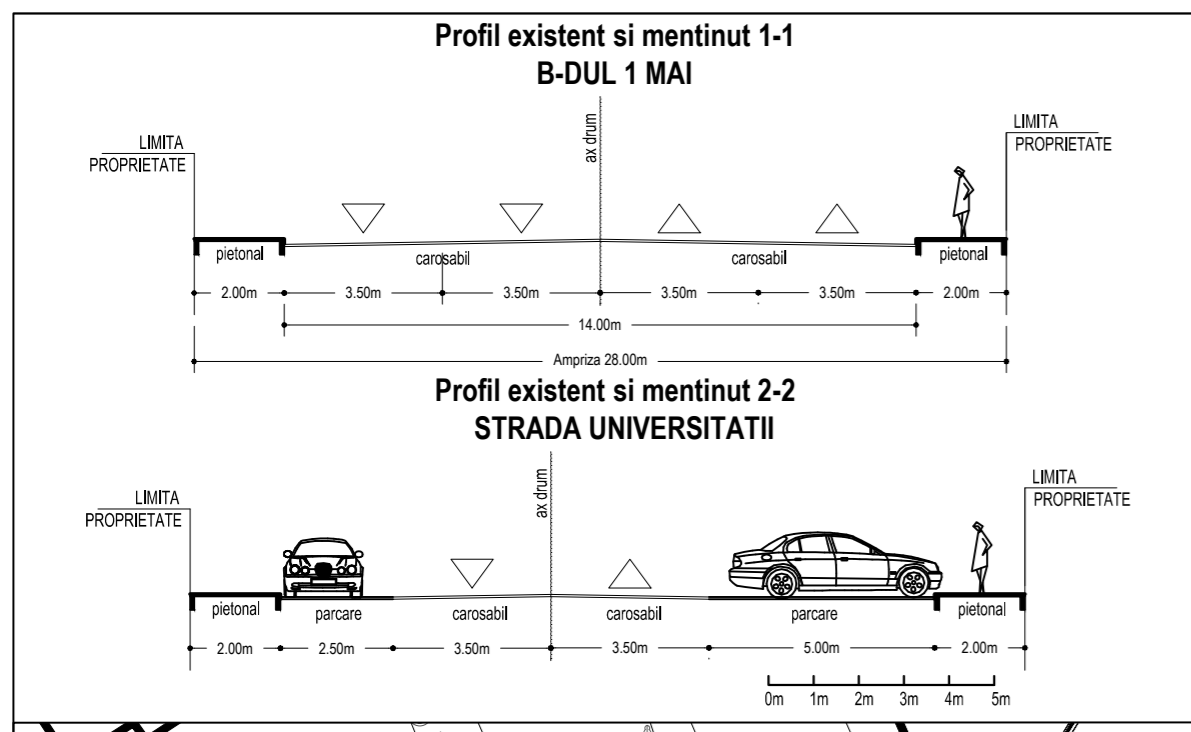 Profil existent si mentinut 1-1
B-DUL 1 MAI
ax drum
LIMITA
PROPRIETATE
LIMITA
PROPRIETATE
pietonal
carosabil
carosabil
pietonal
2.00m 3.50m 3.50m 3.50m 3.50m 2.00m
14.00m
Ampriza 28.00m
Profil existent si mentinut 2-2
STRADA UNIVERSITATII
ax drum
LIMITA
PROPRIETATE
LIMITA
PROPRIETATE
pietonal
parcare
carosabil
carosabil
parcare
pietonal
2.00m 2.50m 3.50m 3.50m 5.00m 2.00m
0m 1m 2m 3m 4m 5m